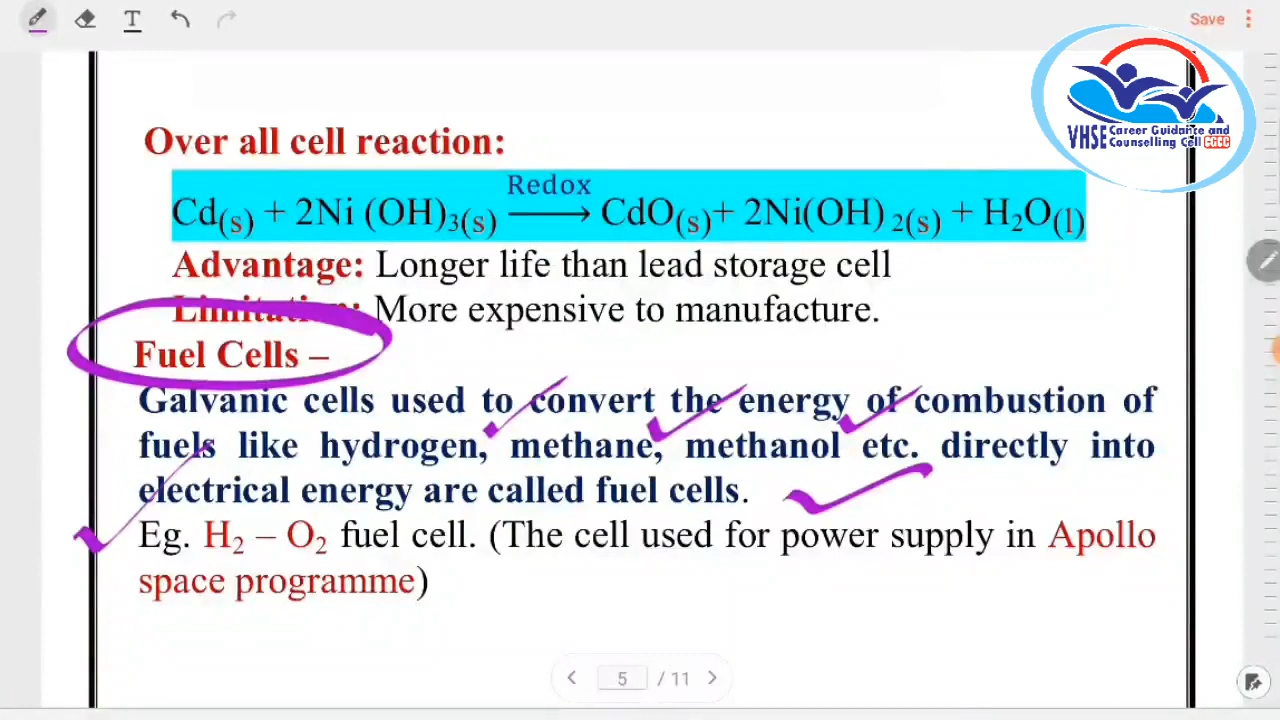 T
Save
VHSE Career Guidance and
Counselling Cell CGCC
Over all cell reaction:
Redox
Cd(s) + 2Ni (OH)3(s) ⟶ CdO(s)+ 2Ni(OH) 2(s) + H2O(l)
Advantage: Longer life than lead storage cell
Limitation: More expensive to manufacture.
Fuel Cells –
Galvanic cells used to convert the energy of combustion of
fuels like hydrogen, methane, methanol etc. directly into
electrical energy are called fuel cells.
Eg. H2 – O2 fuel cell. (The cell used for power supply in Apollo
space programme)
5 / 11